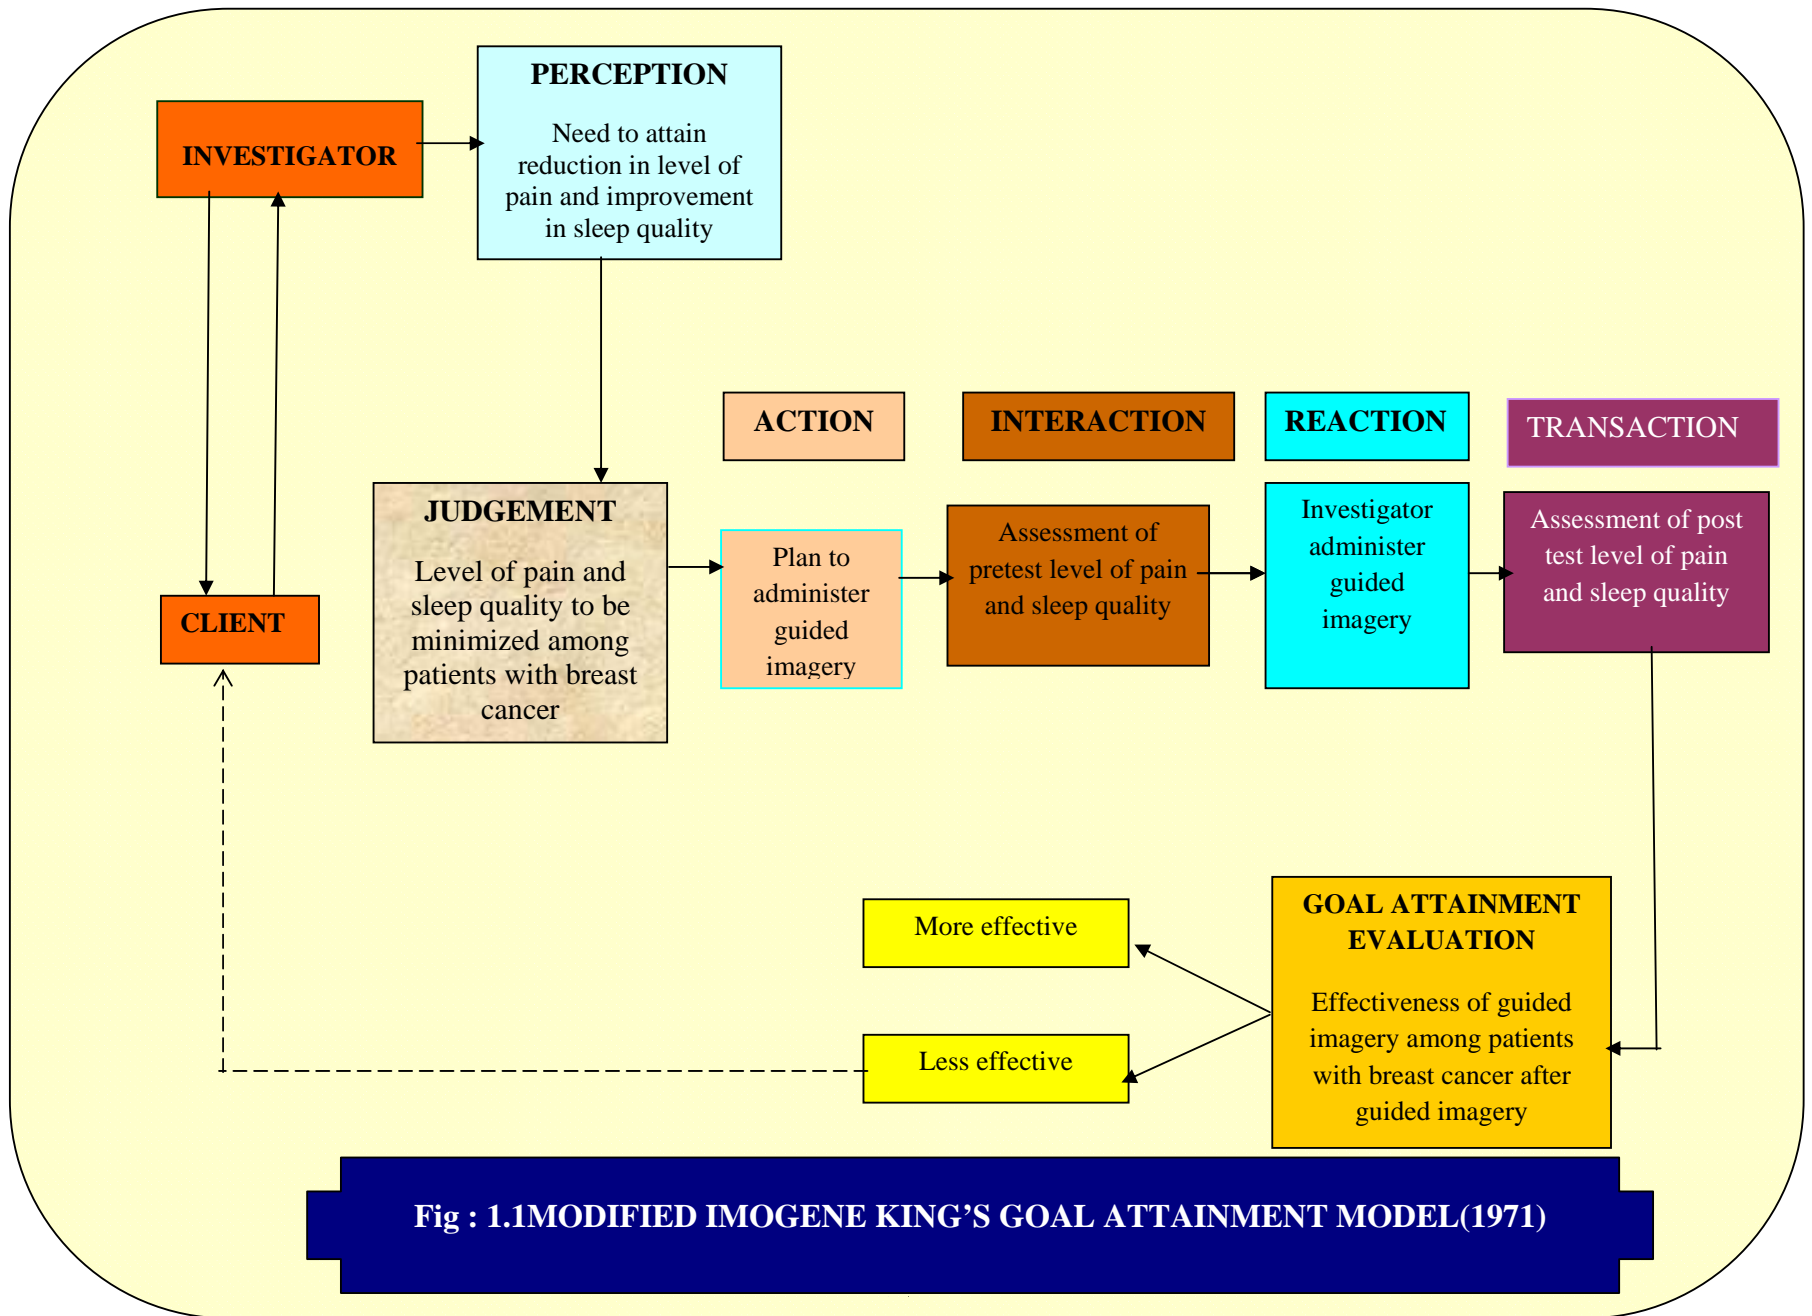 PERCEPTION
Need to attain
reduction in level of
pain and improvement
in sleep quality
INVESTIGATOR
CLIENT
JUDGEMENT
Level of pain and
sleep quality to be
minimized among
patients with breast
cancer
ACTION
Plan to
administer
guided
imagery
INTERACTION
Assessment of
pretest level of pain
and sleep quality
REACTION
Investigator
administer
guided
imagery
TRANSACTION
Assessment of post
test level of pain
and sleep quality
GOAL ATTAINMENT
EVALUATION
Effectiveness of guided
imagery among patients
with breast cancer after
guided imagery
More effective
Less effective
Fig : 1.1MODIFIED IMOGENE KING’S GOAL ATTAINMENT MODEL(1971)